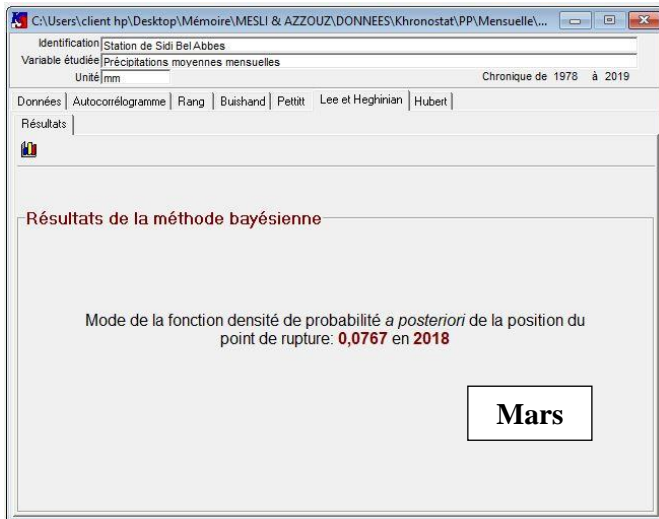 C:\Users\client hp\Desktop\Mémoire\MESLI & AZZOUZ\DONNEES\Khronostat\PP\Mensuelle\...
Identification Station de Sidi Bel Abbes
Variable étudiée Précipitations moyennes mensuelles
Unité mm Chronique de 1978 à 2019
Données Autocorrélogramme Rang Buishand Pettitt Lee et Heghinian Hubert
Résultats
Résultats de la méthode bayésienne
Mode de la fonction densité de probabilité a posteriori de la position du
point de rupture: 0,0767 en 2018
Mars